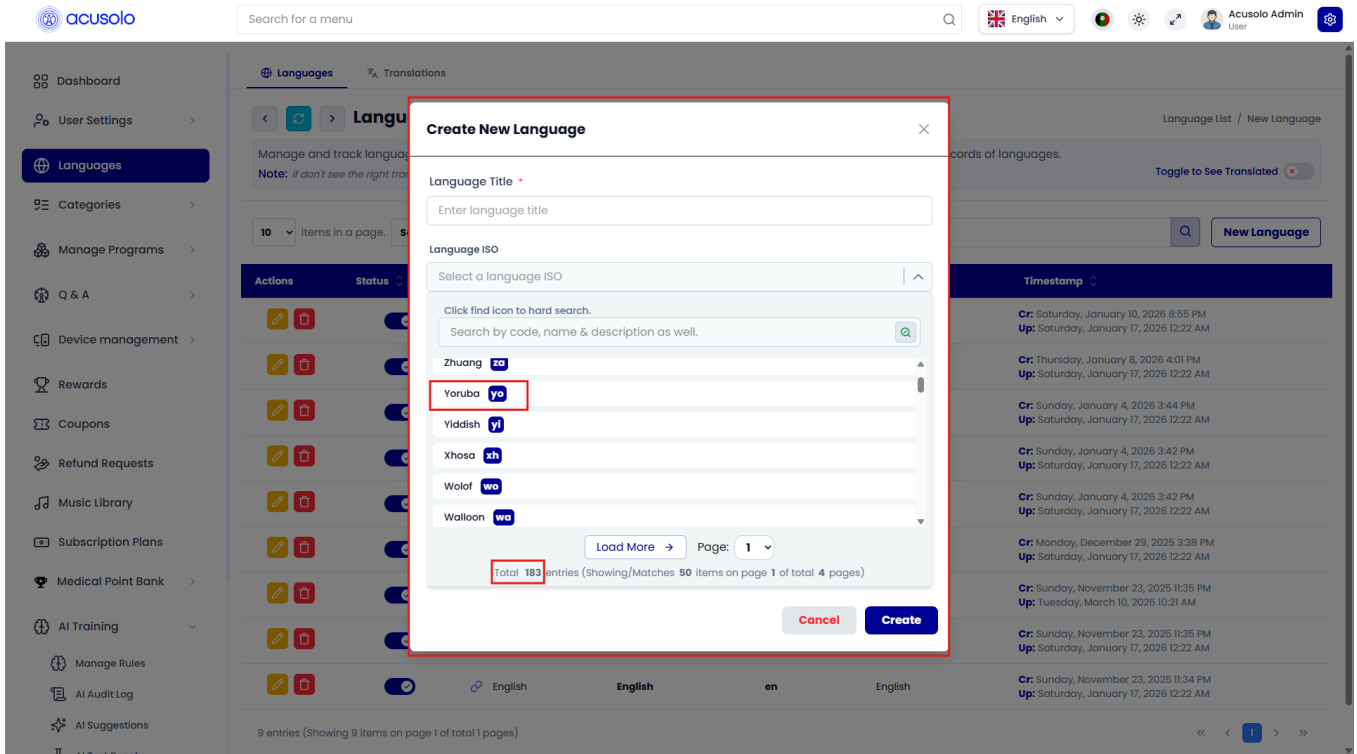 acusolo
Search for a menu
English
Acusolo Admin
User
Dashboard
User Settings
Languages
Categories
Manage Programs
Q & A
Device management
Rewards
Coupons
Refund Requests
Music Library
Subscription Plans
Medical Point Bank
AI Training
Manage Rules
AI Audit Log
AI Suggestions
Languages
Translations
Langu
Language List / New Language
Manage and track languag
cords of languages.
Note: if don't see the right tra
Toggle to See Translated
10 items in a page.
New Language
Actions Status Timestamp
Cr: Saturday, January 10, 2026 8:55 PM
Up: Saturday, January 17, 2026 12:22 AM
Cr: Thursday, January 8, 2026 4:01 PM
Up: Saturday, January 17, 2026 12:22 AM
Cr: Sunday, January 4, 2026 3:44 PM
Up: Saturday, January 17, 2026 12:22 AM
Cr: Sunday, January 4, 2026 3:42 PM
Up: Saturday, January 17, 2026 12:22 AM
Cr: Sunday, January 4, 2026 3:42 PM
Up: Saturday, January 17, 2026 12:22 AM
Cr: Monday, December 29, 2025 3:38 PM
Up: Saturday, January 17, 2026 12:22 AM
Cr: Sunday, November 23, 2025 11:35 PM
Up: Tuesday, March 10, 2026 10:21 AM
Cr: Sunday, November 23, 2025 11:35 PM
Up: Saturday, January 17, 2026 12:22 AM
English English en English
Cr: Sunday, November 23, 2025 11:34 PM
Up: Saturday, January 17, 2026 12:22 AM
9 entries (Showing 9 items on page 1 of total 1 pages)
« < 1 > »
Create New Language
Language Title *
Enter language title
Language ISO
Select a language ISO
Click find icon to hard search.
Search by code, name & description as well.
Zhuang za
Yoruba yo
Yiddish yi
Xhosa xh
Wolof wo
Walloon wa
Load More → Page: 1
Total 183 entries (Showing/Matches 50 items on page 1 of total 4 pages)
Cancel
Create